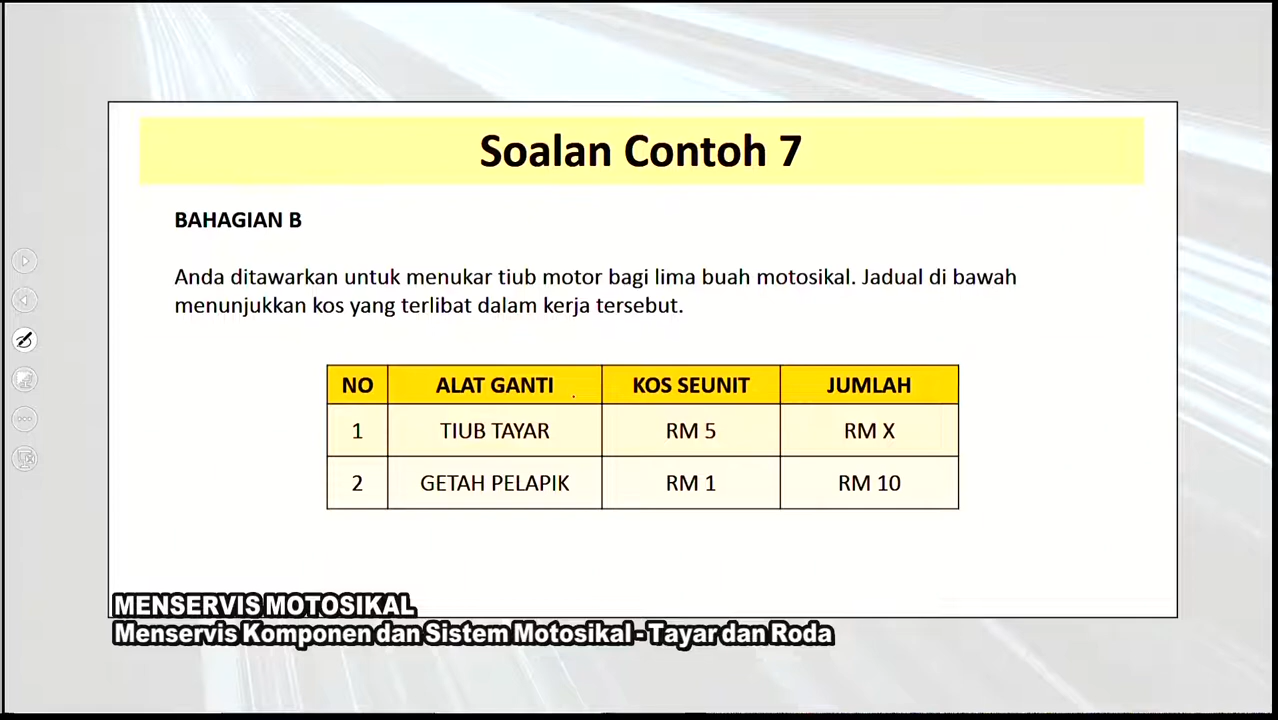 Soalan Contoh 7
BAHAGIAN B
Anda ditawarkan untuk menukar tiub motor bagi lima buah motosikal. Jadual di bawah
menunjukkan kos yang terlibat dalam kerja tersebut.
NO ALAT GANTI KOS SEUNIT JUMLAH
1 TIUB TAYAR RM 5 RM X
2 GETAH PELAPIK RM 1 RM 10
MENSERVIS MOTOSIKAL
Menservis Komponen dan Sistem Motosikal - Tayar dan Roda